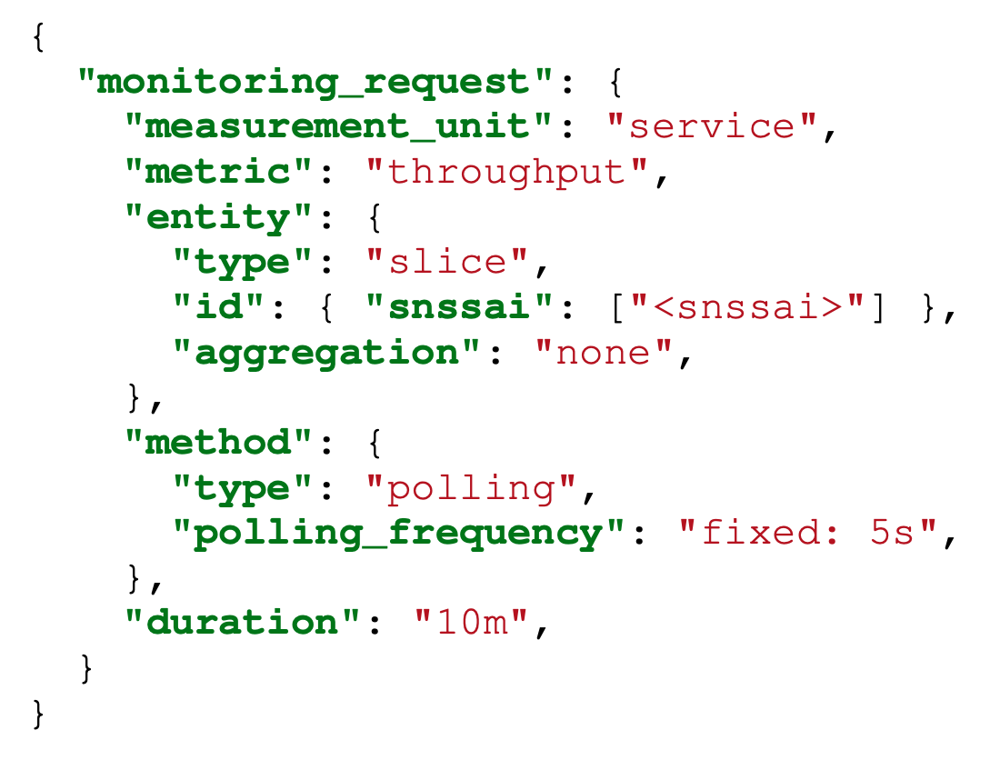 {
  "monitoring_request": {
    "measurement_unit": "service",
    "metric": "throughput",
    "entity": {
      "type": "slice",
      "id": { "snssai": ["<snssai>"] },
      "aggregation": "none",
    },
    "method": {
      "type": "polling",
      "polling_frequency": "fixed: 5s",
    },
    "duration": "10m",
  }
}